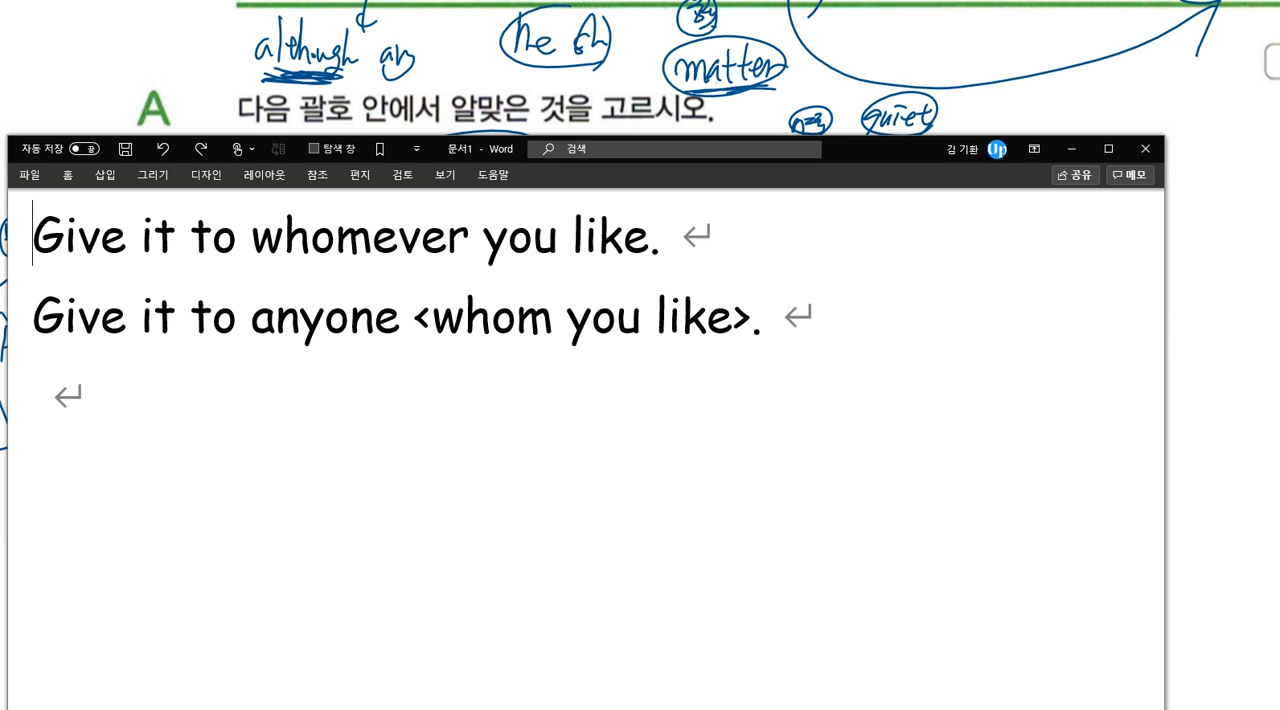 although an
he
matter
A 다음 괄호 안에서 알맞은 것을 고르시오.
quiet
자동 저장 끔 탐색 창 문서1 - Word 검색 김 기환 Up
파일 홈 삽입 그리기 디자인 레이아웃 참조 편지 검토 보기 도움말 공유 메모
Give it to whomever you like.
Give it to anyone <whom you like>.